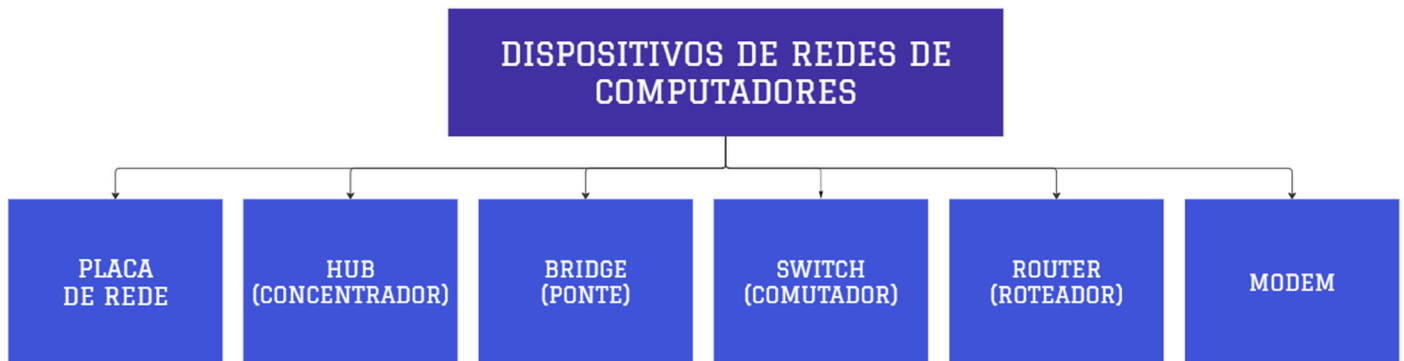 DISPOSITIVOS DE REDES DE
COMPUTADORES
PLACA
DE REDE
HUB
(CONCENTRADOR)
BRIDGE
(PONTE)
SWITCH
(COMUTADOR)
ROUTER
(ROTEADOR)
MODEM